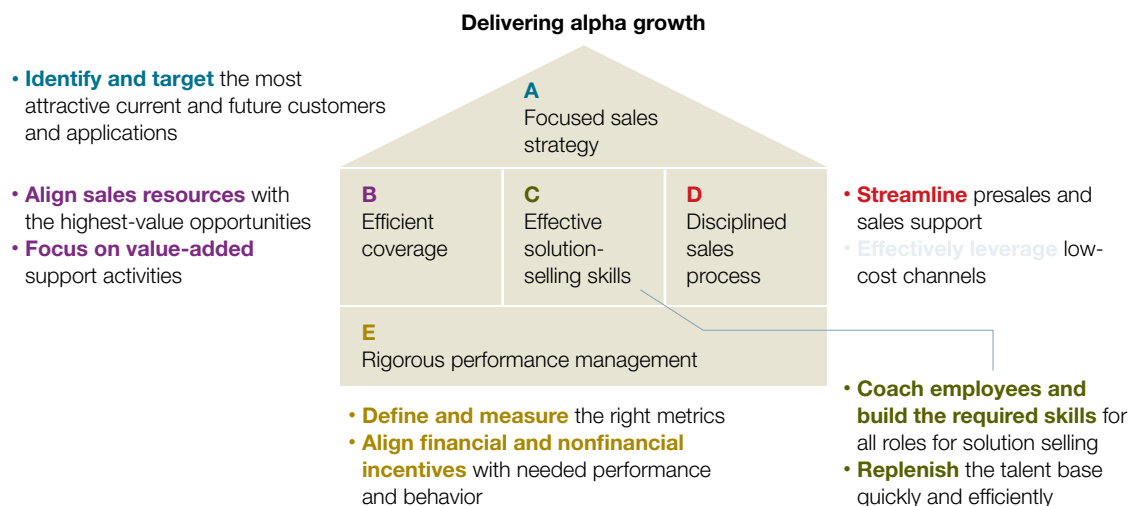 Delivering alpha growth
• Identify and target the most
attractive current and future customers
and applications
A
Focused sales
strategy
• Align sales resources with
the highest-value opportunities
• Focus on value-added
support activities
B
Efficient
coverage
C
Effective
solution-
selling skills
D
Disciplined
sales
process
• Streamline presales and
sales support
• Effectively leverage low-
cost channels
E
Rigorous performance management
• Define and measure the right metrics
• Align financial and nonfinancial
incentives with needed performance
and behavior
• Coach employees and
build the required skills for
all roles for solution selling
• Replenish the talent base
quickly and efficiently